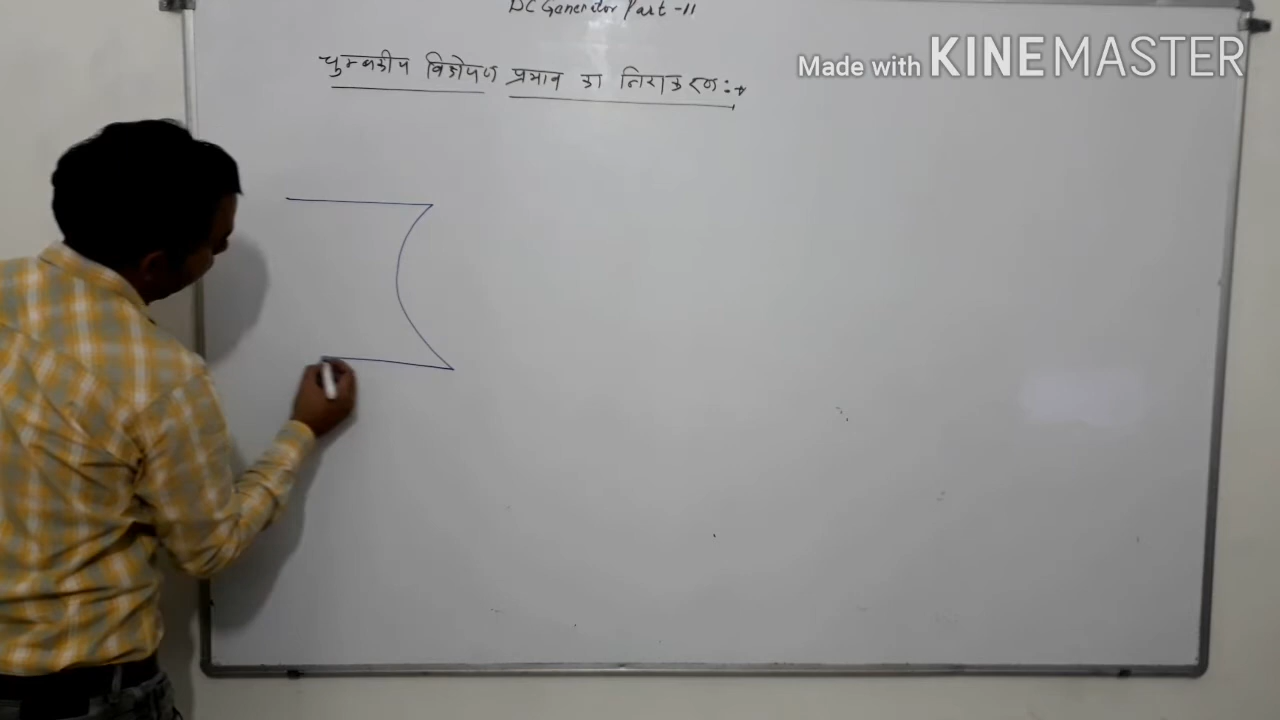 DC Generator Part -11
चुम्बकीय विक्षेपण प्रभाव का निराकरण :→
Made with KINEMASTER